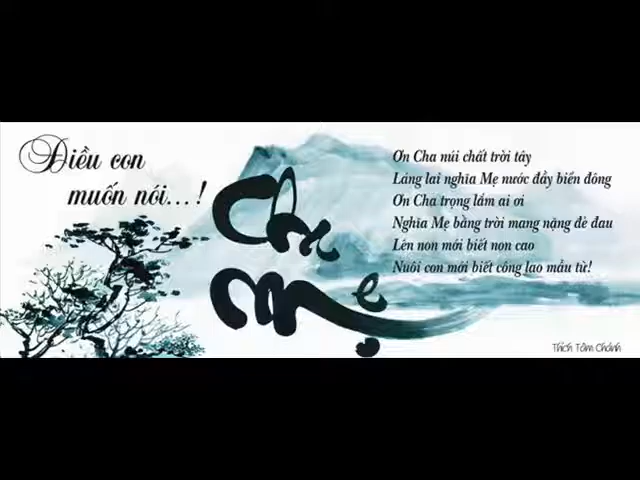 Điều con
muốn nói...!
Cha
Mẹ
Ơn Cha núi chất trời tây
Láng lai nghĩa Mẹ nước đầy biển đông
Ơn Cha trọng lắm ai ơi
Nghĩa Mẹ bằng trời mang nặng đẻ đau
Lên non mới biết non cao
Nuôi con mới biết công lao mẫu từ!
Thích Tâm Chánh